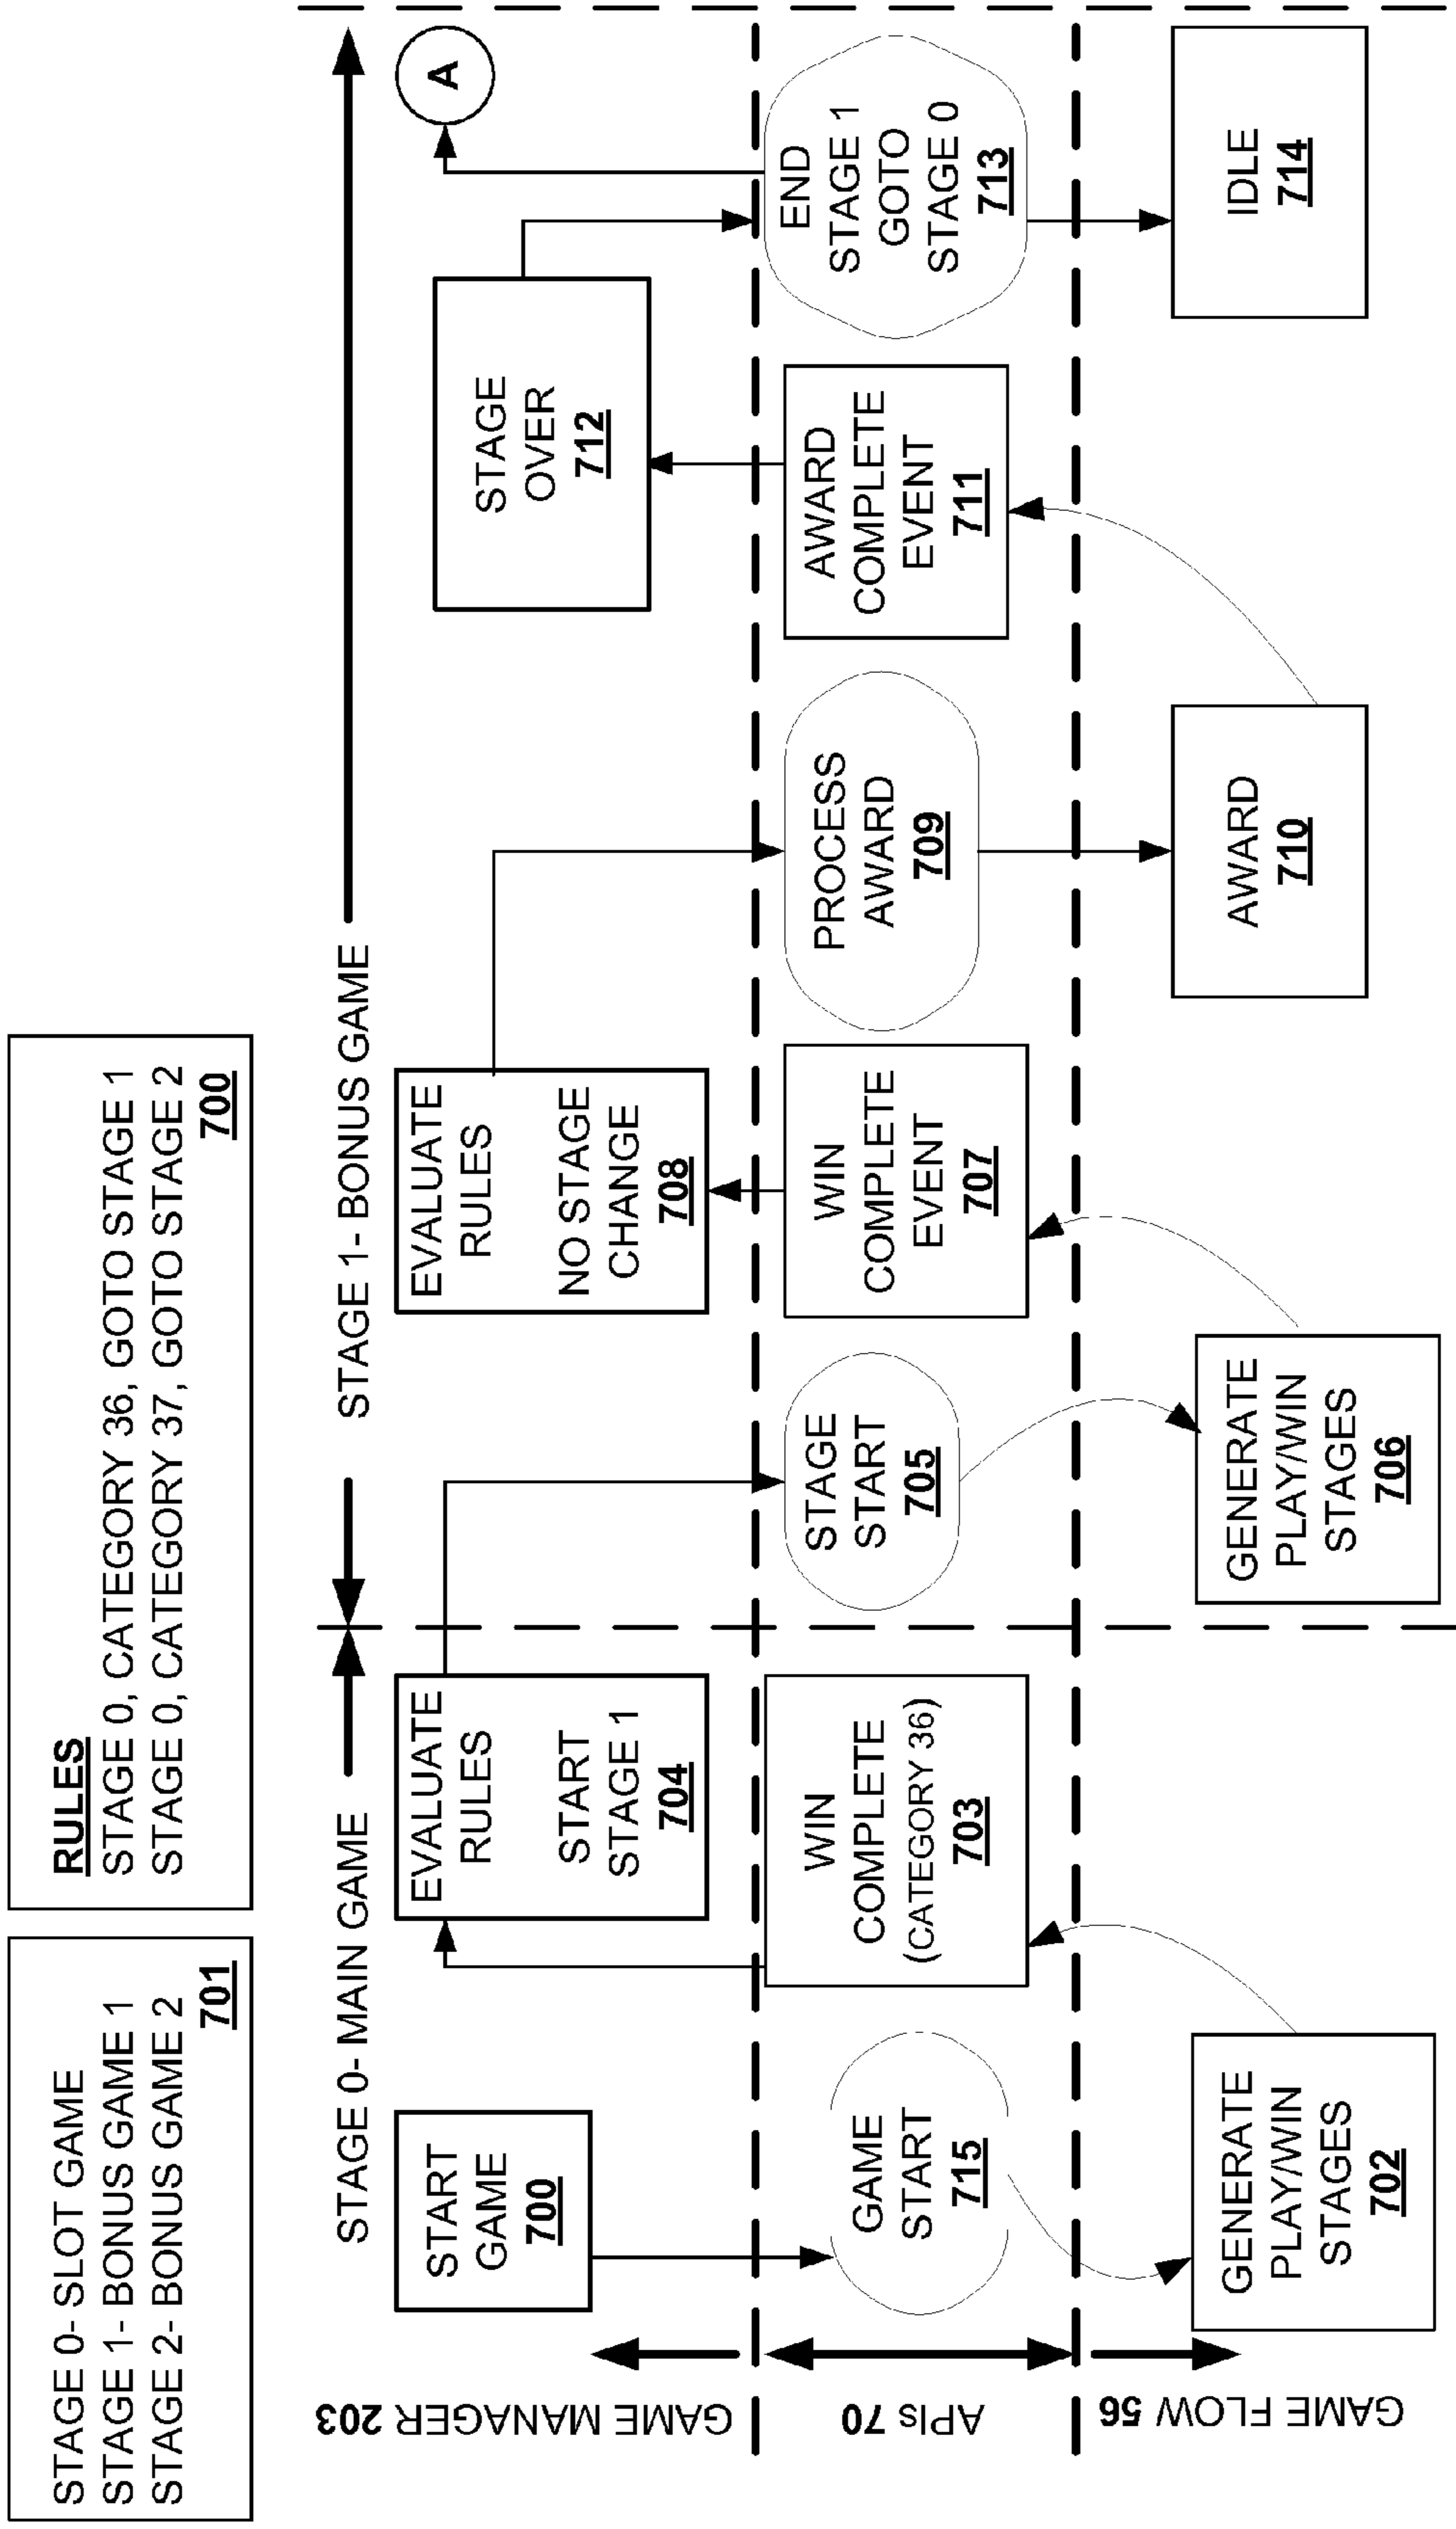 STAGE 0- SLOT GAME
STAGE 1- BONUS GAME 1
STAGE 2- BONUS GAME 2
701
RULES
STAGE 0, CATEGORY 36, GOTO STAGE 1
STAGE 0, CATEGORY 37, GOTO STAGE 2
700
STAGE 0- MAIN GAME
STAGE 1- BONUS GAME
GAME MANAGER 203
START
GAME
700
EVALUATE
RULES
START
STAGE 1
704
EVALUATE
RULES
NO STAGE
CHANGE
708
STAGE
OVER
712
A
APIs 70
GAME
START
715
WIN
COMPLETE
(CATEGORY 36)
703
STAGE
START
705
WIN
COMPLETE
EVENT
707
PROCESS
AWARD
709
AWARD
COMPLETE
EVENT
711
END
STAGE 1
GOTO
STAGE 0
713
GAME FLOW 56
GENERATE
PLAY/WIN
STAGES
702
GENERATE
PLAY/WIN
STAGES
706
AWARD
710
IDLE
714